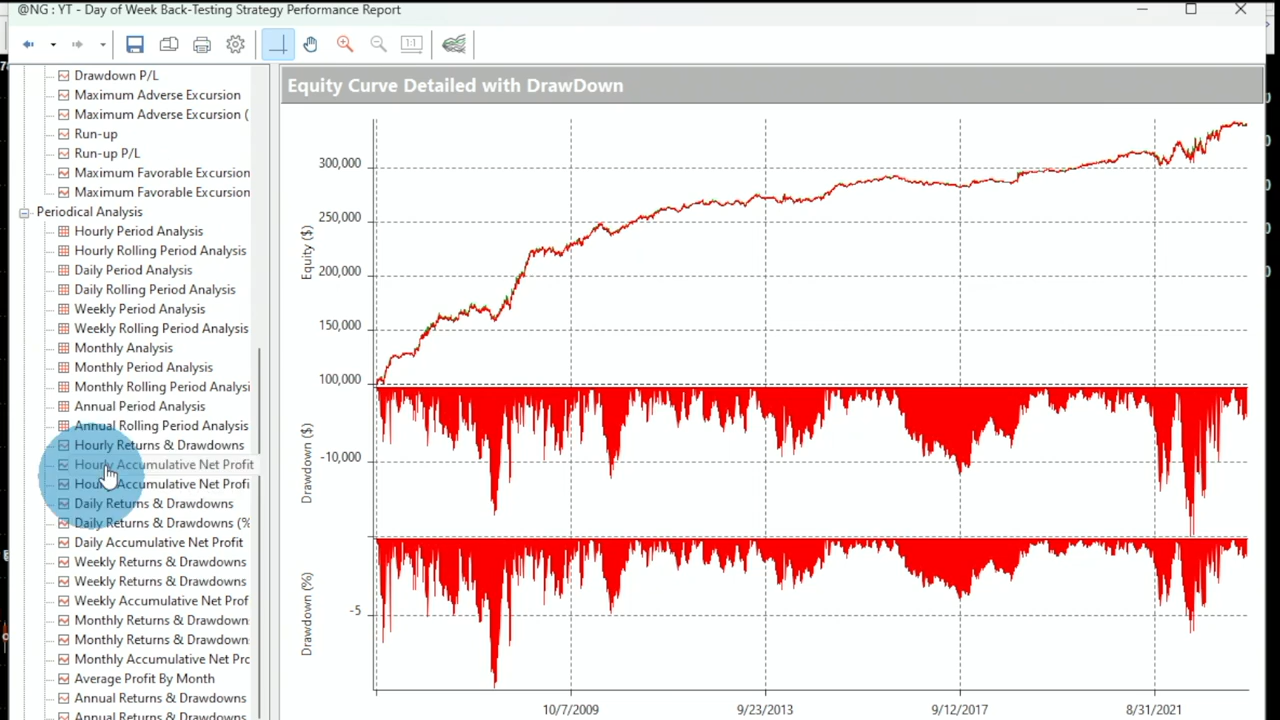 @NG : YT - Day of Week Back-Testing Strategy Performance Report
1:1
Drawdown P/L
Maximum Adverse Excursion
Maximum Adverse Excursion (
Run-up
Run-up P/L
Maximum Favorable Excursion
Maximum Favorable Excursion
Periodical Analysis
Hourly Period Analysis
Hourly Rolling Period Analysis
Daily Period Analysis
Daily Rolling Period Analysis
Weekly Period Analysis
Weekly Rolling Period Analysis
Monthly Analysis
Monthly Period Analysis
Monthly Rolling Period Analysi
Annual Period Analysis
Annual Rolling Period Analysis
Hourly Returns & Drawdowns
Hourly Accumulative Net Profit
Hourly Accumulative Net Profi
Daily Returns & Drawdowns
Daily Returns & Drawdowns (%
Daily Accumulative Net Profit
Weekly Returns & Drawdowns
Weekly Returns & Drawdowns
Weekly Accumulative Net Prof
Monthly Returns & Drawdown
Monthly Returns & Drawdown
Monthly Accumulative Net Pro
Average Profit By Month
Annual Returns & Drawdowns
Annual Returns & Drawdowns
Equity Curve Detailed with DrawDown
Equity ($)
300,000
250,000
200,000
150,000
100,000
Drawdown ($)
-10,000
Drawdown (%)
-5
10/7/2009
9/23/2013
9/12/2017
8/31/2021